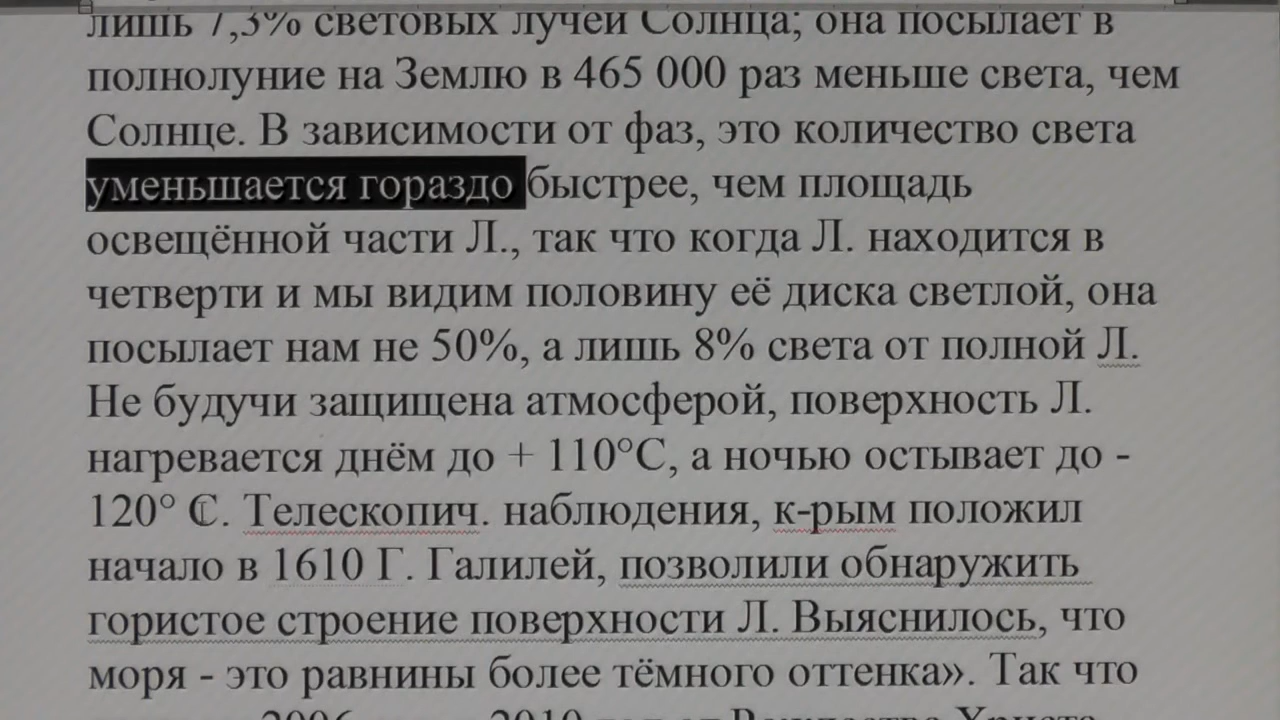 лишь 7,3% световых лучей Солнца; она посылает в
полнолуние на Землю в 465 000 раз меньше света, чем
Солнце. В зависимости от фаз, это количество света
уменьшается гораздо быстрее, чем площадь
освещённой части Л., так что когда Л. находится в
четверти и мы видим половину её диска светлой, она
посылает нам не 50%, а лишь 8% света от полной Л.
Не будучи защищена атмосферой, поверхность Л.
нагревается днём до + 110°С, а ночью остывает до -
120° С. Телескопич. наблюдения, к-рым положил
начало в 1610 Г. Галилей, позволили обнаружить
гористое строение поверхности Л. Выяснилось, что
моря - это равнины более тёмного оттенка». Так что
2006 2010 Рождества Христо